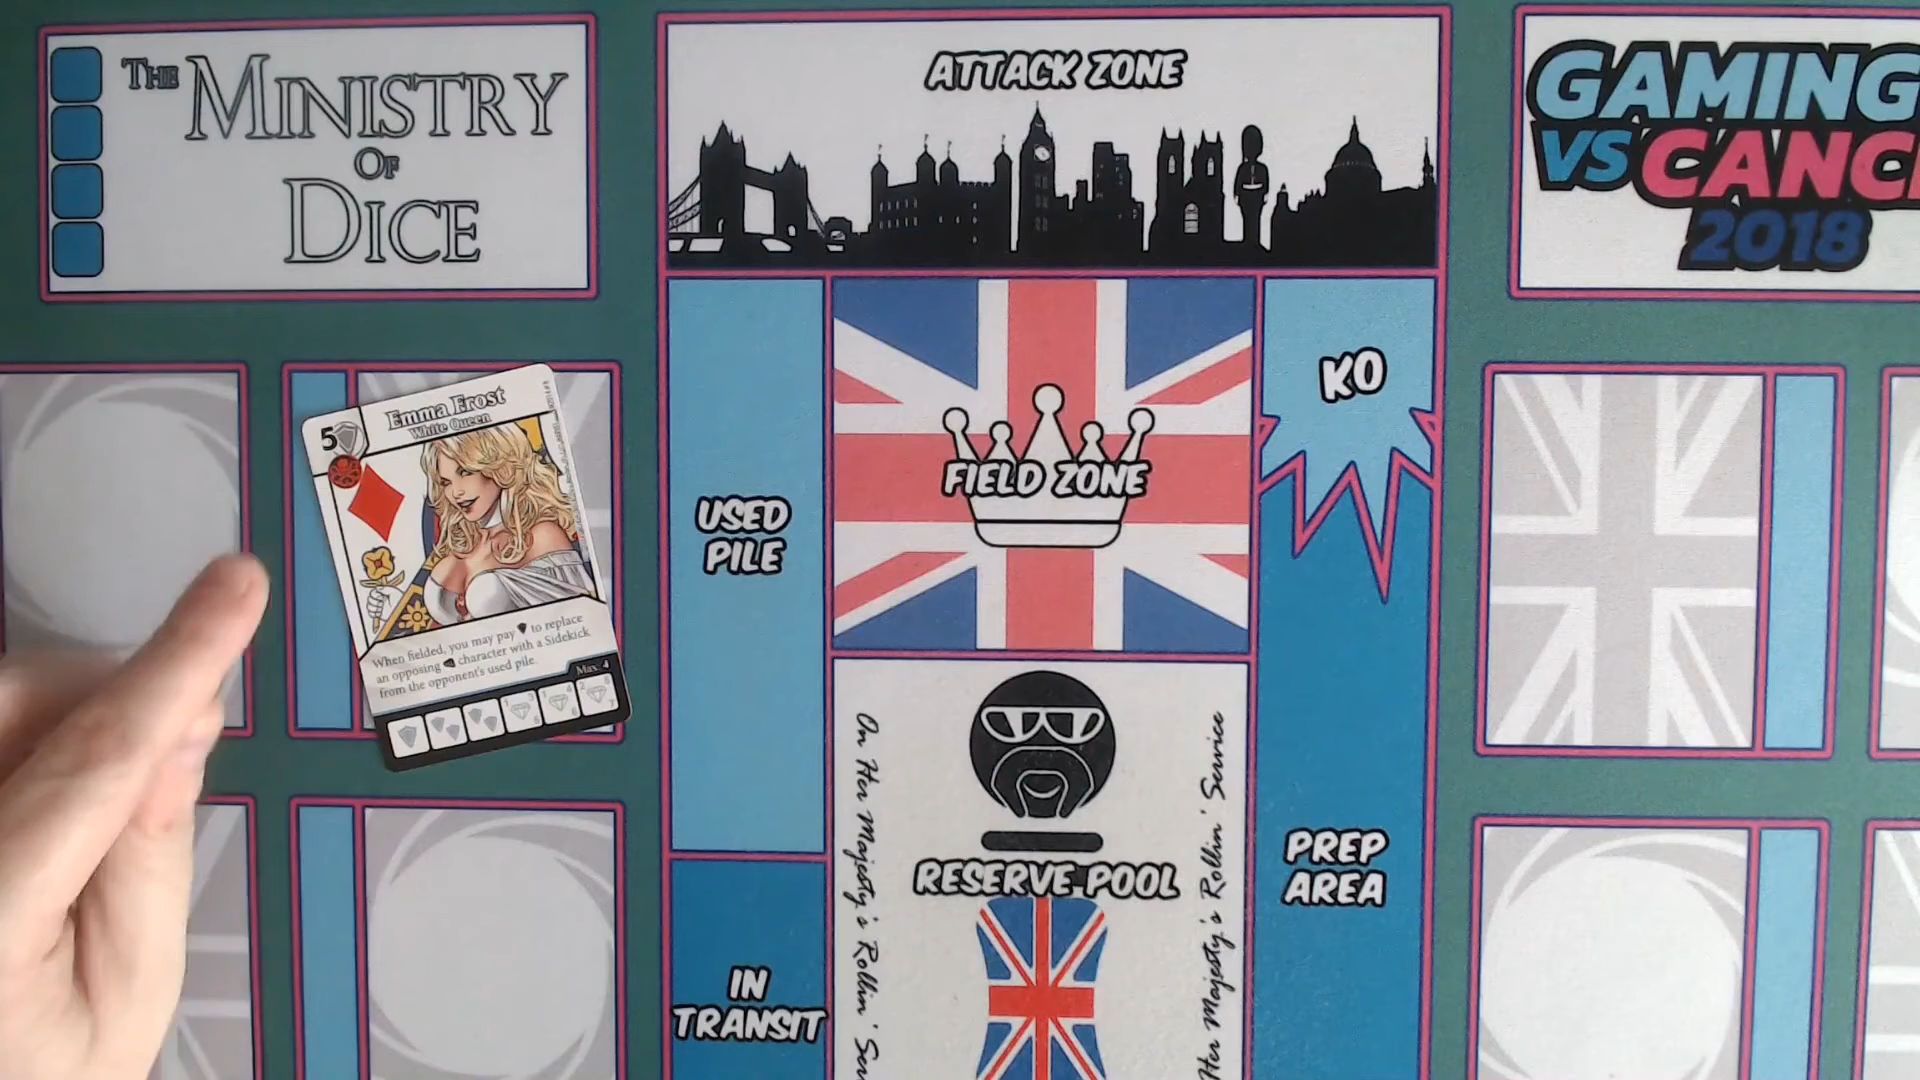 THE MINISTRY
OF
DICE
ATTACK ZONE
GAMING
VS CANC
2018
5
Emma Frost
White Queen
When fielded, you may pay to replace
an opposing character with a Sidekick
from the opponent's used pile.
Max: 4
USED
PILE
FIELD ZONE
KO
On Her Majesty's Rollin' Ser
Her Majesty's Rollin' Service
RESERVE POOL
PREP
AREA
IN
TRANSIT